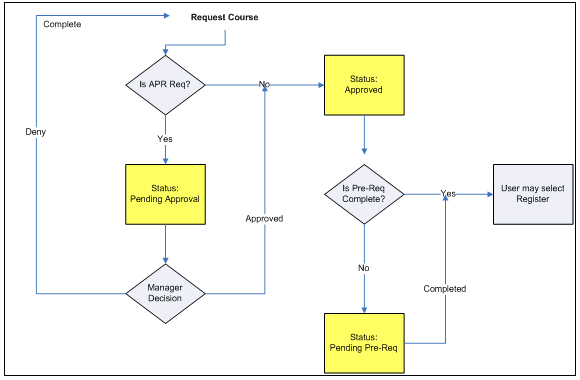 Request Course
Complete
Is APR Req?
No
Status:
Approved
Yes
Deny
Status:
Pending Approval
Is Pre-Req
Complete?
Yes
User may select
Register
Approved
Manager
Decision
No
Completed
Status:
Pending Pre-Req